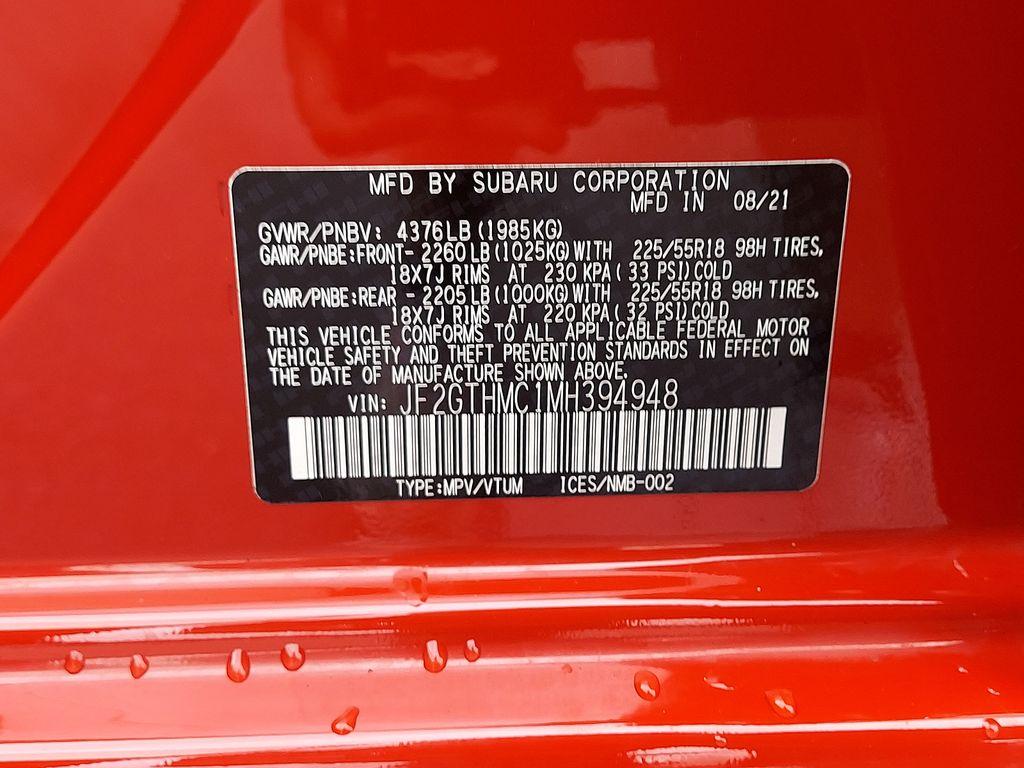 MFD BY SUBARU CORPORATION
MFD IN 08/21
GVWR/PNBV: 4376LB(1985KG)
GAWR/PNBE:FRONT- 2260LB(1025KG)WITH 225/55R18 98H TIRES,
18X7J RIMS AT 230 KPA( 33 PSI)COLD
GAWR/PNBE:REAR - 2205LB(1000KG)WITH 225/55R18 98H TIRES,
18X7J RIMS AT 220 KPA( 32 PSI)COLD
THIS VEHICLE CONFORMS TO ALL APPLICABLE FEDERAL MOTOR
VEHICLE SAFETY AND THEFT PREVENTION STANDARDS IN EFFECT ON
THE DATE OF MANUFACTURE SHOWN ABOVE.
VIN: JF2GTHMC1MH394948
TYPE:MPV/VTUM ICES/NMB-002